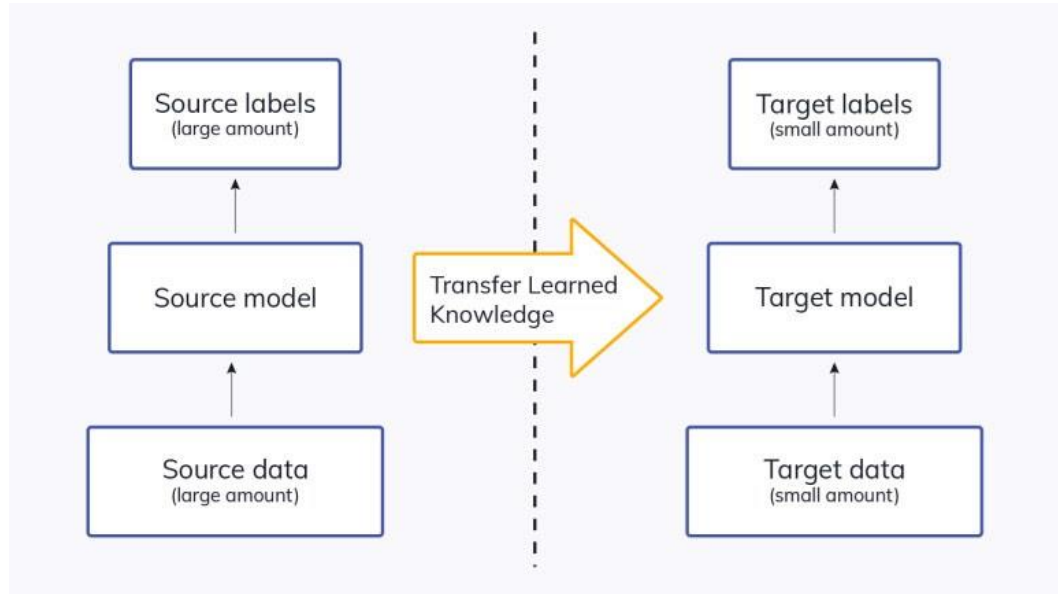 Source labels
(large amount)
Source model
Source data
(large amount)
Transfer Learned
Knowledge
Target labels
(small amount)
Target model
Target data
(small amount)